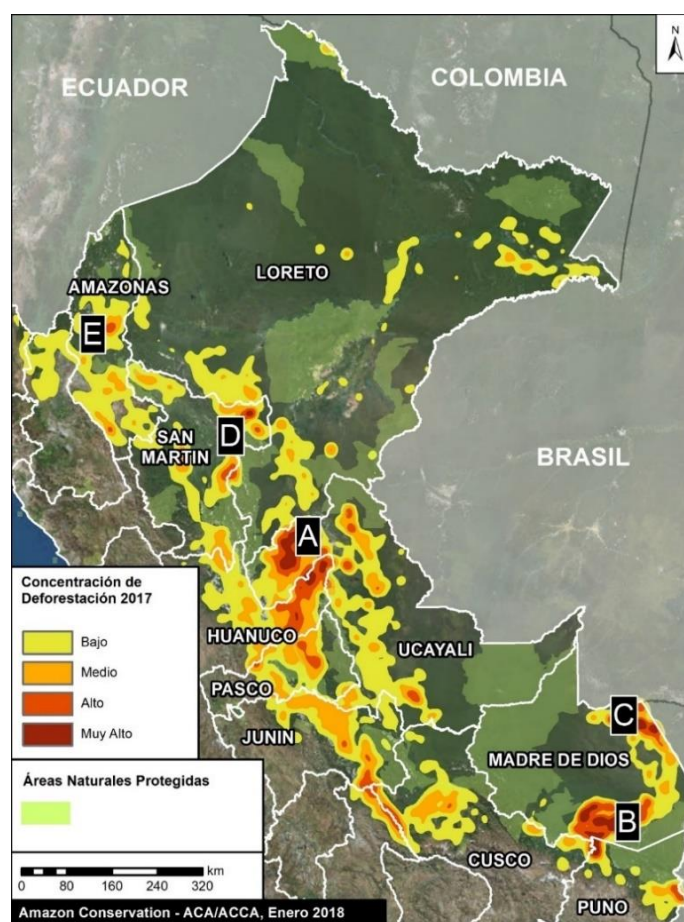 N
ECUADOR
COLOMBIA
AMAZONAS
LORETO
E
SAN
MARTIN
D
BRASIL
A
Concentración de
Deforestación 2017
Bajo
Medio
Alto
Muy Alto
HUANUCO
UCAYALI
PASCO
JUNIN
C
MADRE DE DIOS
B
CUSCO
PUNO
Áreas Naturales Protegidas
km
0 40 80 160 240 320
Amazon Conservation - ACA/ACCA, Enero 2018